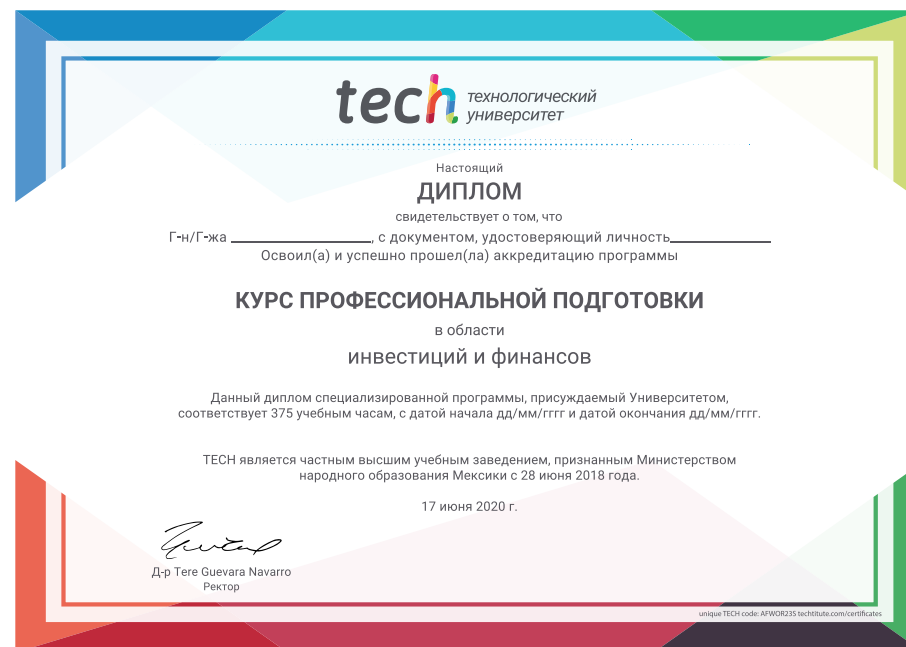 tech технологический
университет
Настоящий
ДИПЛОМ
свидетельствует о том, что
Г-н/Г-жа ____________________, с документом, удостоверяющий личность______________
Освоил(а) и успешно прошел(ла) аккредитацию программы
КУРС ПРОФЕССИОНАЛЬНОЙ ПОДГОТОВКИ
в области
инвестиций и финансов
Данный диплом специализированной программы, присуждаемый Университетом,
соответствует 375 учебным часам, с датой начала дд/мм/гггг и датой окончания дд/мм/гггг.
TECH является частным высшим учебным заведением, признанным Министерством
народного образования Мексики с 28 июня 2018 года.
17 июня 2020 г.
Д-р Tere Guevara Navarro
Ректор
unique TECH code: AFWOR23S techtitute.com/certificates